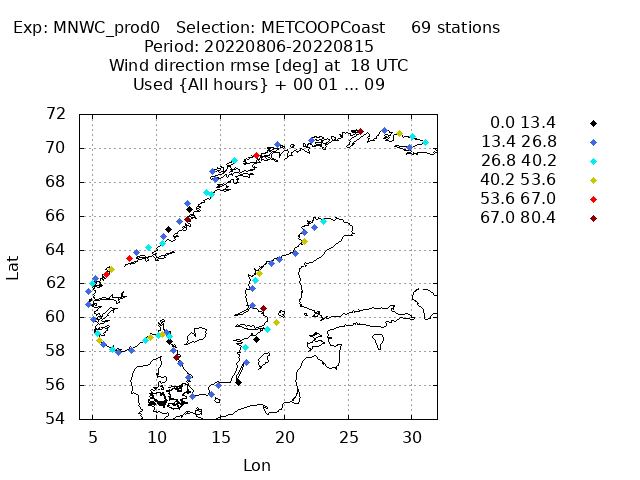 Exp: MNWC_prod0   Selection: METCOOPCoast     69 stations
Period: 20220806-20220815
Wind direction rmse [deg] at  18 UTC
Used {All hours} + 00 01 ... 09
72
70
68
66
64
62
60
58
56
54
Lat
5 10 15 20 25 30
Lon
0.0 13.4
13.4 26.8
26.8 40.2
40.2 53.6
53.6 67.0
67.0 80.4